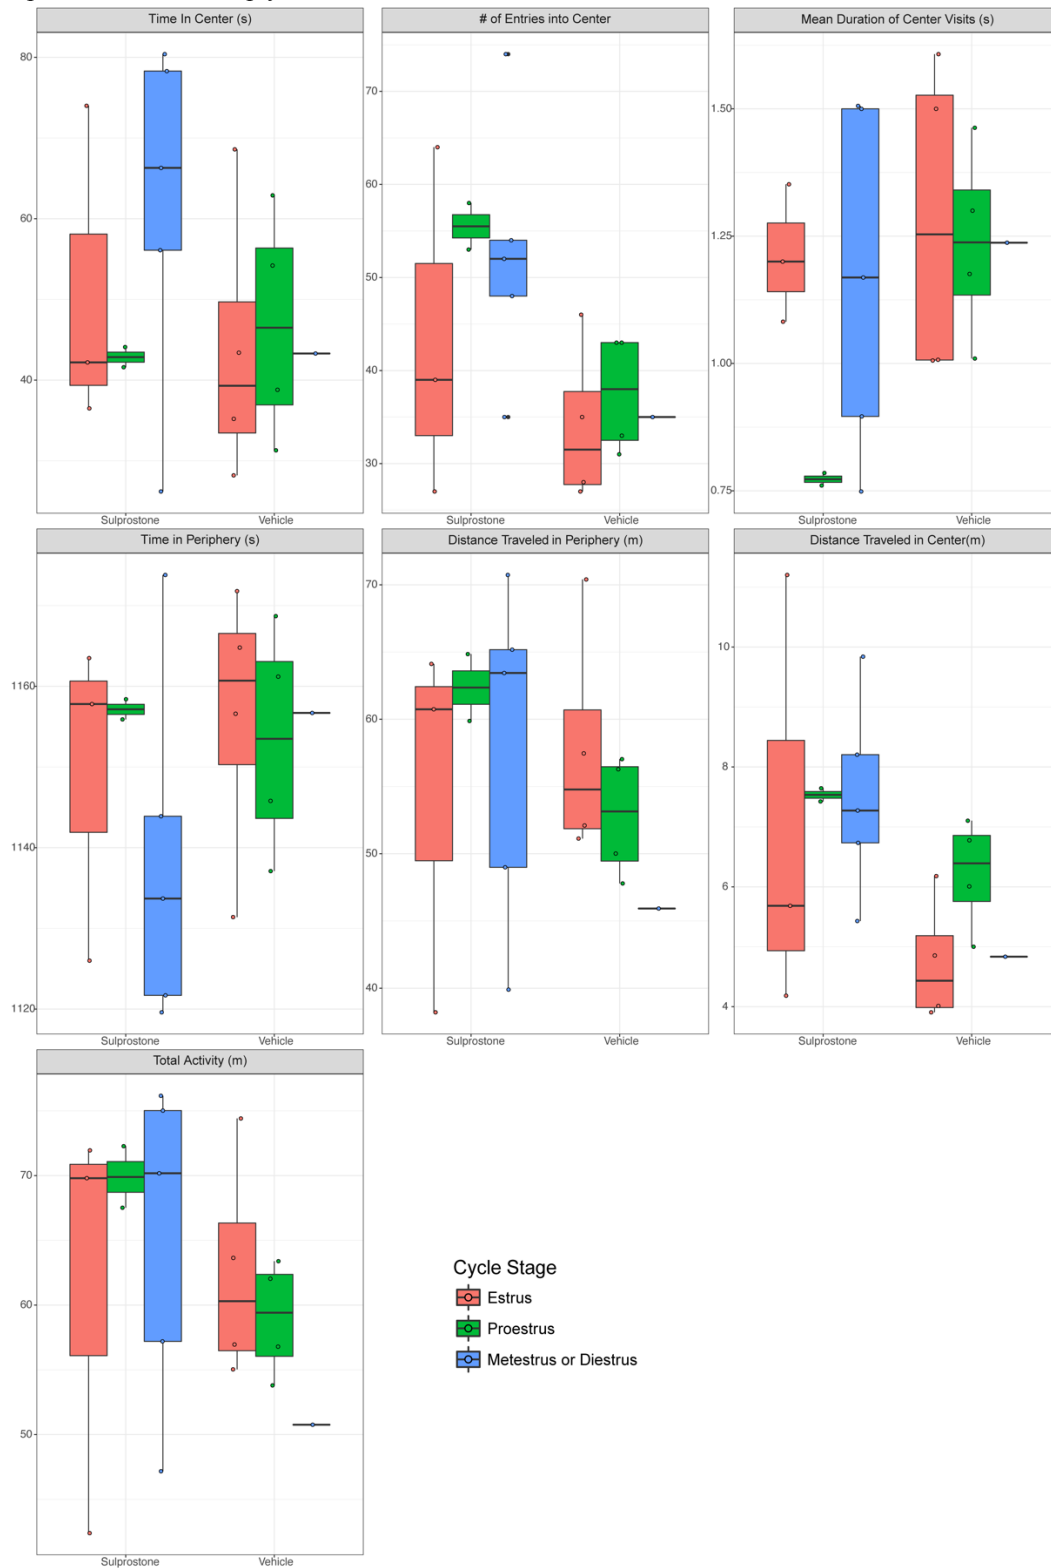 Time In Center (s)
# of Entries into Center
Mean Duration of Center Visits (s)
80
60
40
70
60
50
40
30
1.50
1.25
1.00
0.75
Sulprostone
Vehicle
Sulprostone
Vehicle
Sulprostone
Vehicle
Time in Periphery (s)
Distance Traveled in Periphery (m)
Distance Traveled in Center(m)
1160
1140
1120
70
60
50
40
10
8
6
4
Sulprostone
Vehicle
Sulprostone
Vehicle
Sulprostone
Vehicle
Total Activity (m)
70
60
50
Sulprostone
Vehicle
Cycle Stage
Estrus
Proestrus
Metestrus or Diestrus